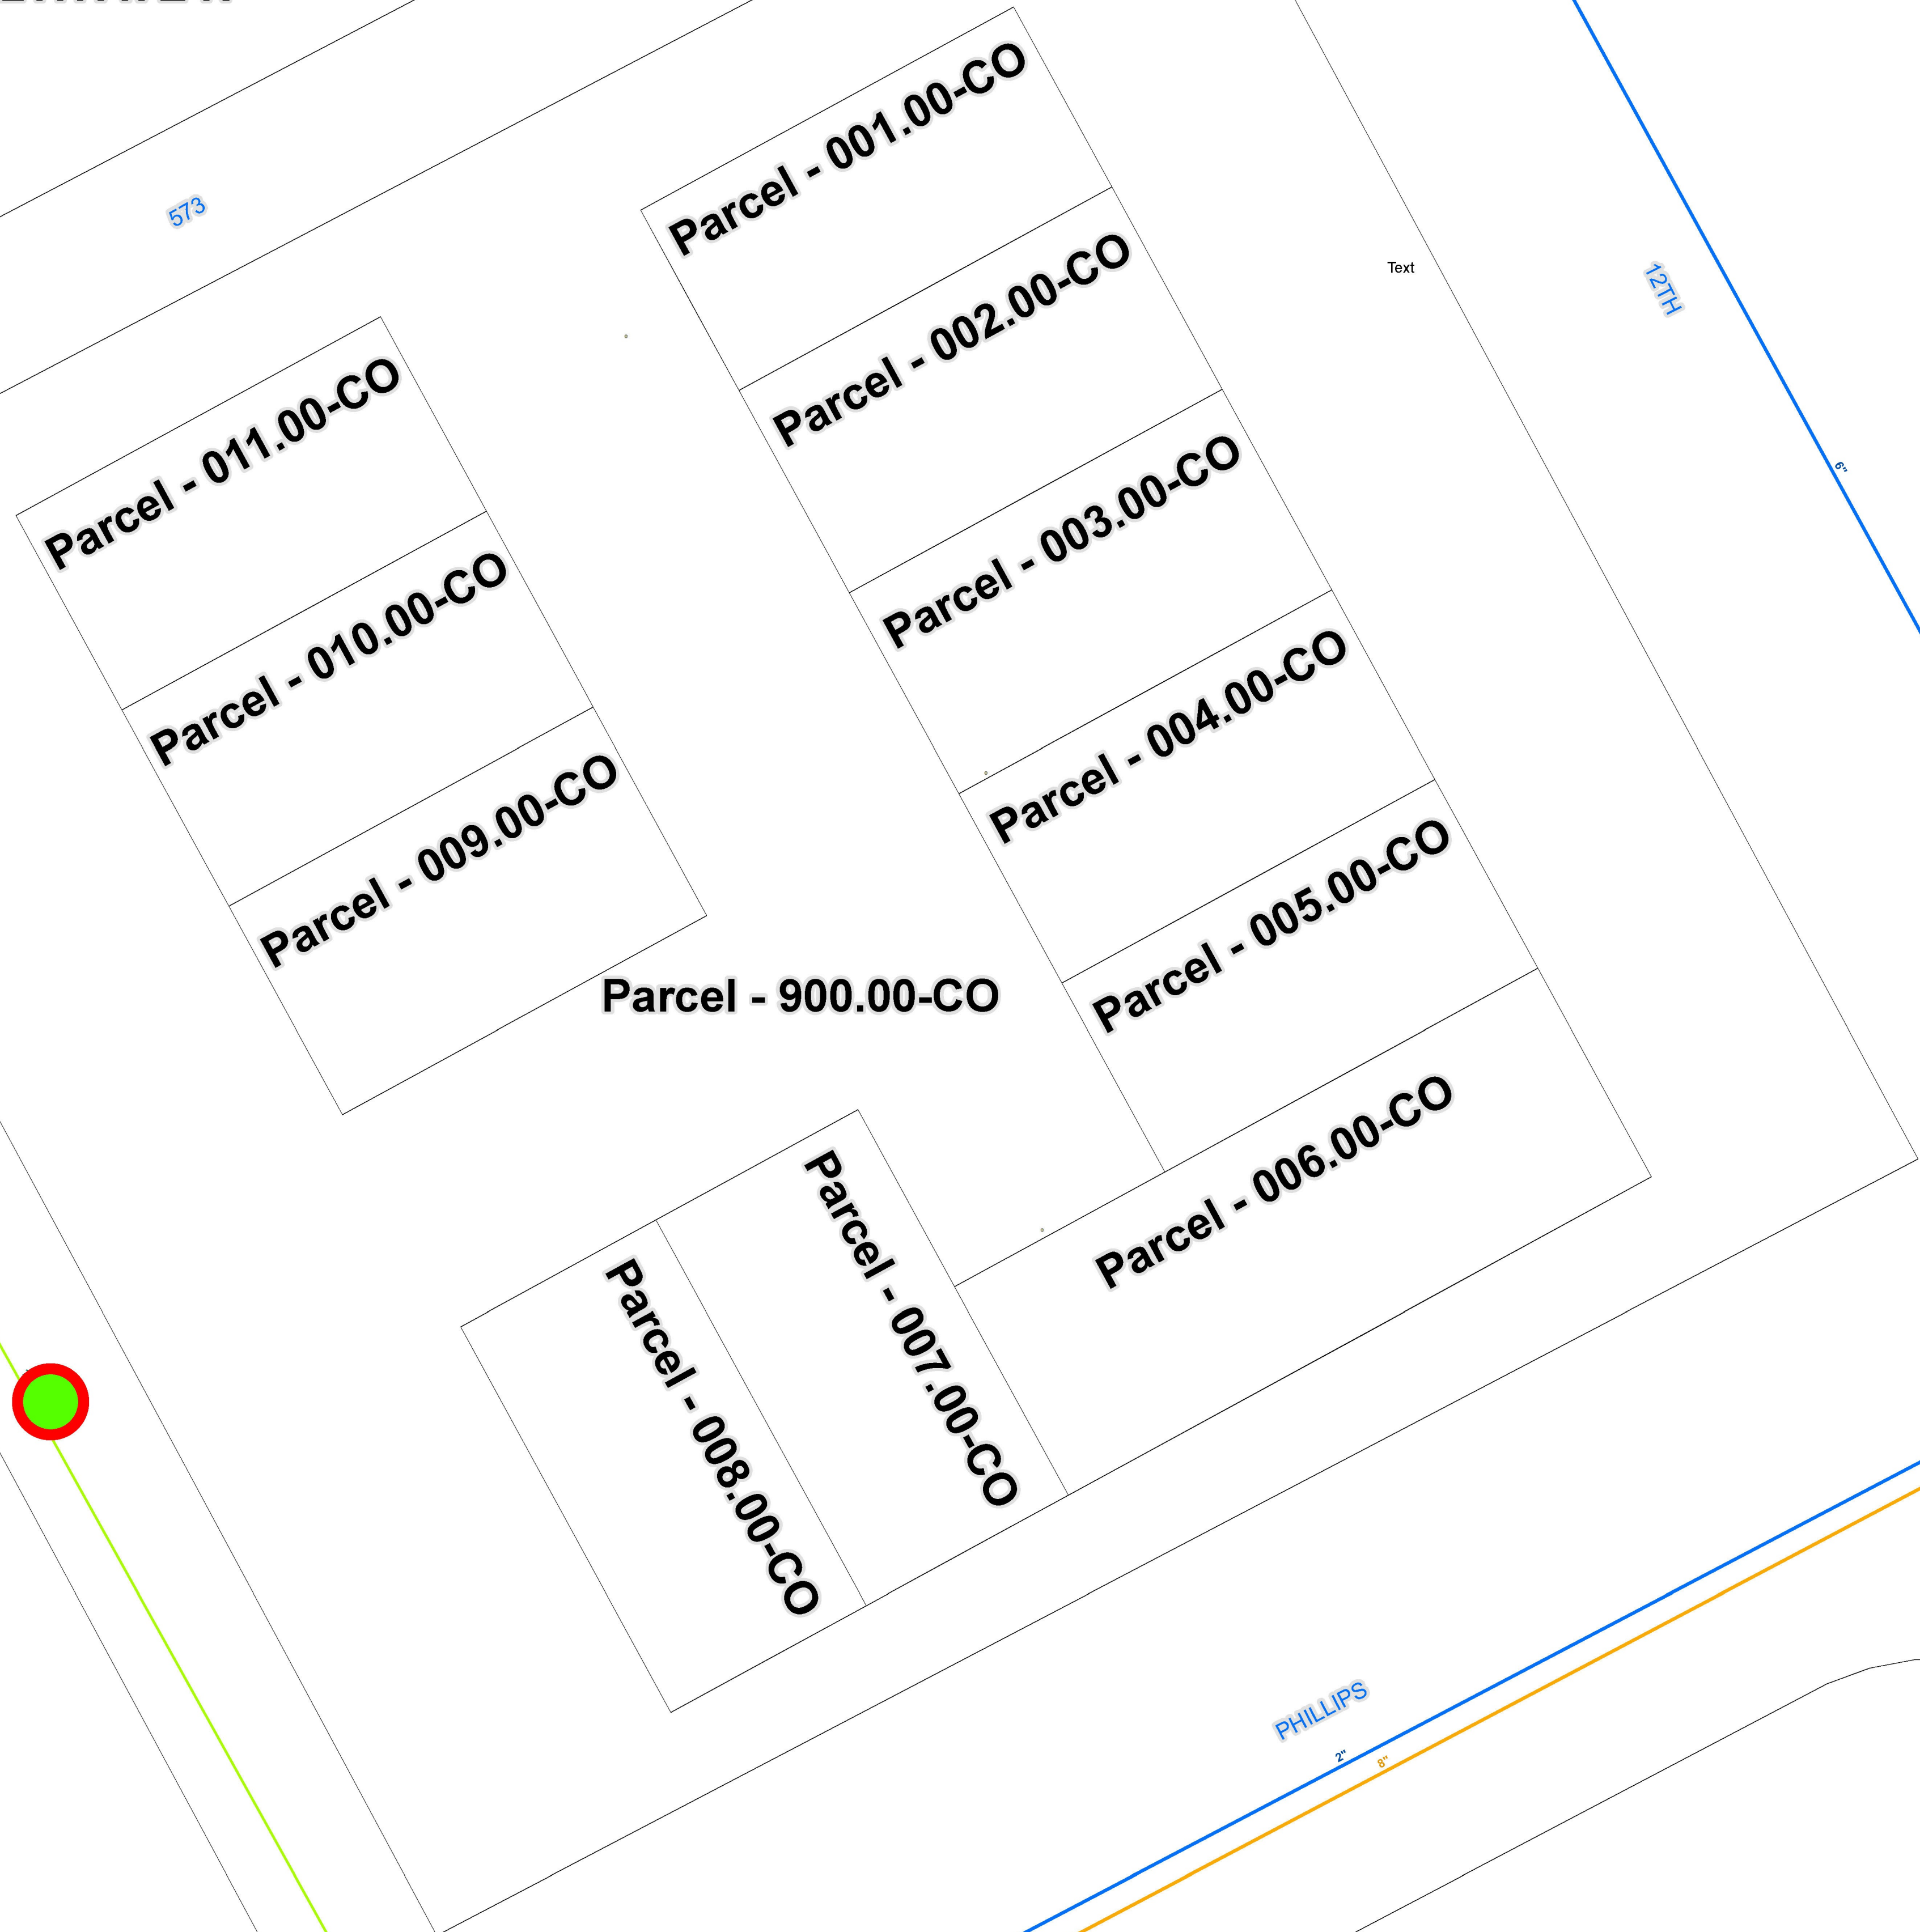 573
Parcel - 001.00-CO
Parcel - 002.00-CO
Text
12TH
6"
Parcel - 011.00-CO
Parcel - 003.00-CO
Parcel - 010.00-CO
Parcel - 004.00-CO
Parcel - 009.00-CO
Parcel - 005.00-CO
Parcel - 900.00-CO
Parcel - 006.00-CO
Parcel - 007.00-CO
Parcel - 008.00-CO
PHILLIPS
2"
8"